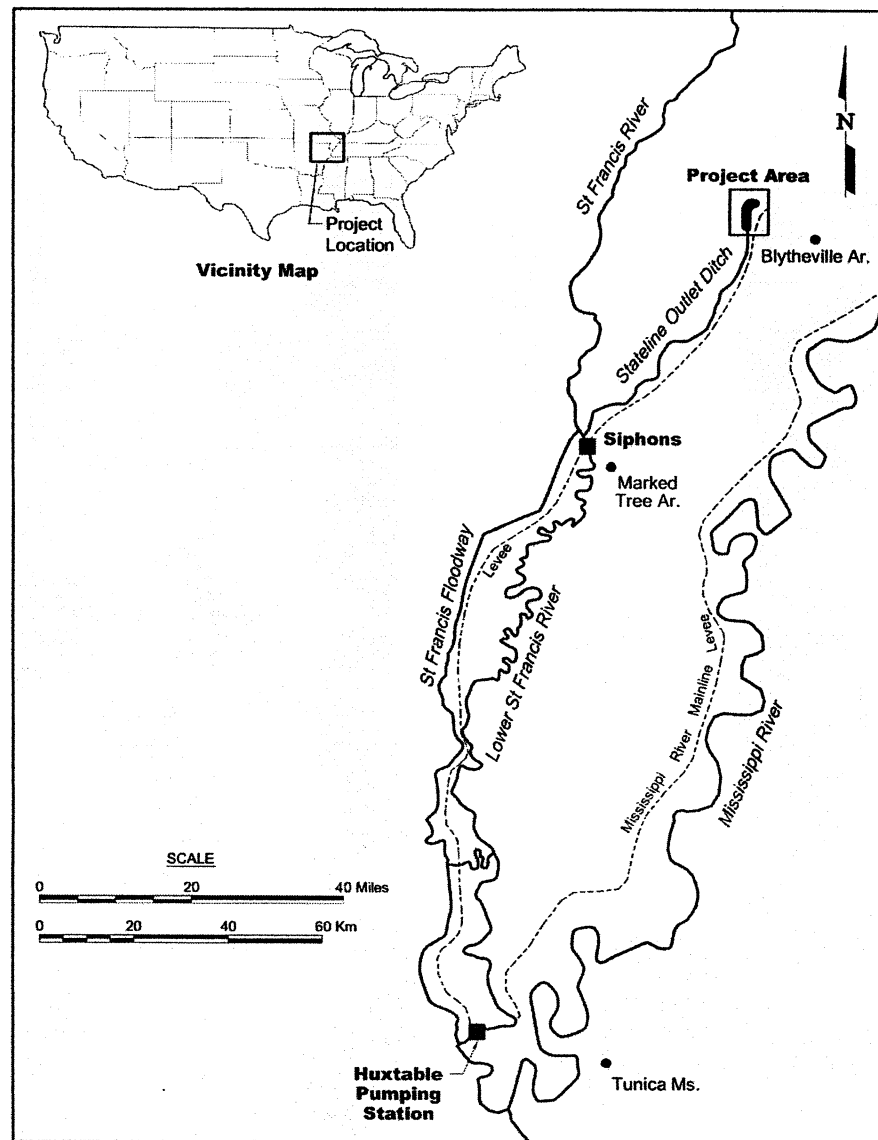 Project
Location
Vicinity Map
St Francis River
N
Project Area
Blytheville Ar.
Stateline Outlet Ditch
Siphons
Marked
Tree Ar.
St Francis Floodway
Levee
Lower St Francis River
Mississippi River Mainline Levee
Mississippi River
SCALE
0 20 40 Miles
0 20 40 60 Km
Huxtable
Pumping
Station
Tunica Ms.